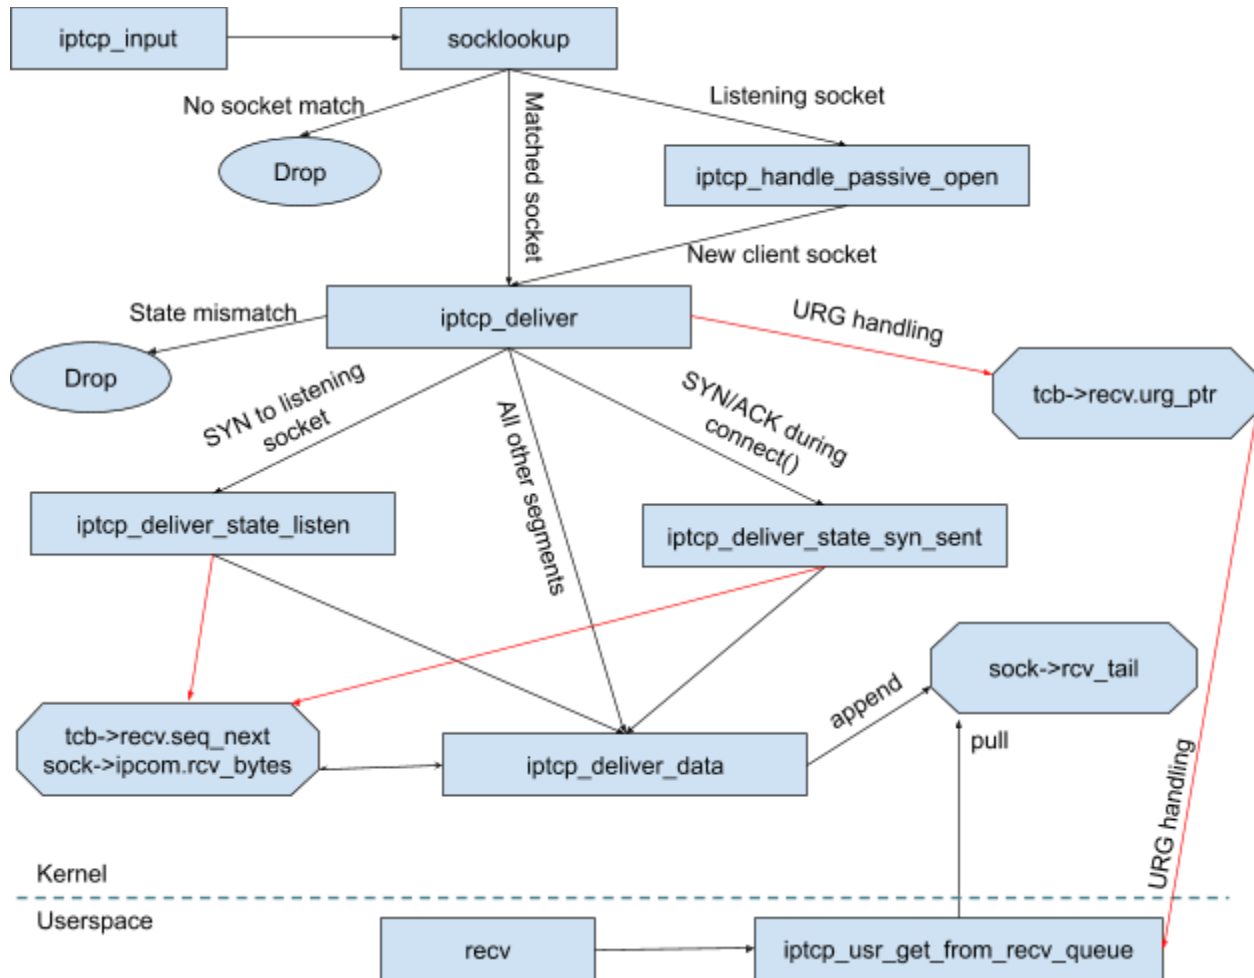 iptcp_input
socklookup
No socket match
Matched socket
Listening socket
Drop
iptcp_handle_passive_open
New client socket
State mismatch
iptcp_deliver
URG handling
Drop
tcb->recv.urg_ptr
SYN to listening
socket
All other segments
SYN/ACK during
connect()
iptcp_deliver_state_listen
iptcp_deliver_state_syn_sent
sock->rcv_tail
append
tcb->recv.seq_next
sock->ipcom.rcv_bytes
iptcp_deliver_data
pull
URG handling
Kernel
Userspace
recv
iptcp_usr_get_from_recv_queue